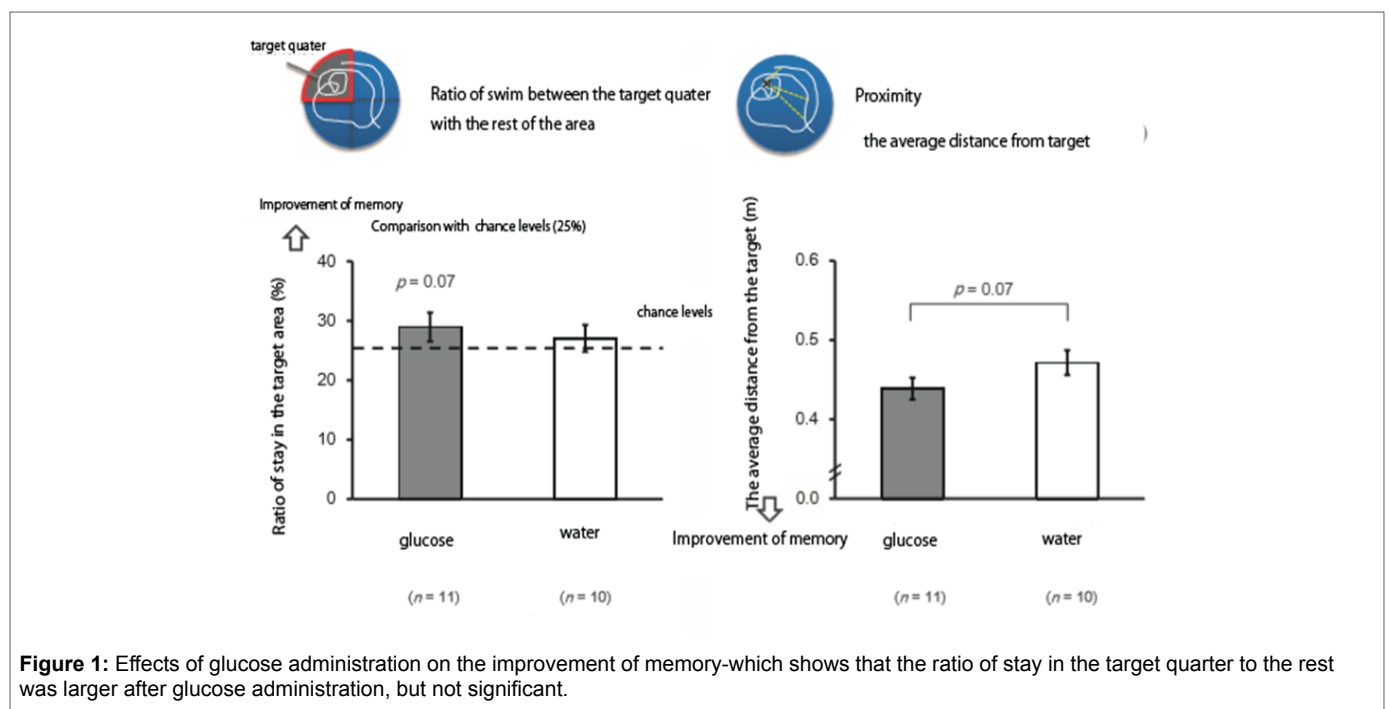 target quater
Ratio of swim between the target quater
with the rest of the area
Proximity
the average distance from target
)
Improvement of memory
Comparison with chance levels (25%)
Ratio of stay in the target area (%)
40
30
20
10
0
p = 0.07
chance levels
glucose
water
(n = 11)
(n = 10)
The average distance from the target (m)
0.6
0.5
0.4
0.0
p = 0.07
Improvement of memory
glucose
water
(n = 11)
(n = 10)
Figure 1: Effects of glucose administration on the improvement of memory-which shows that the ratio of stay in the target quarter to the rest
was larger after glucose administration, but not significant.